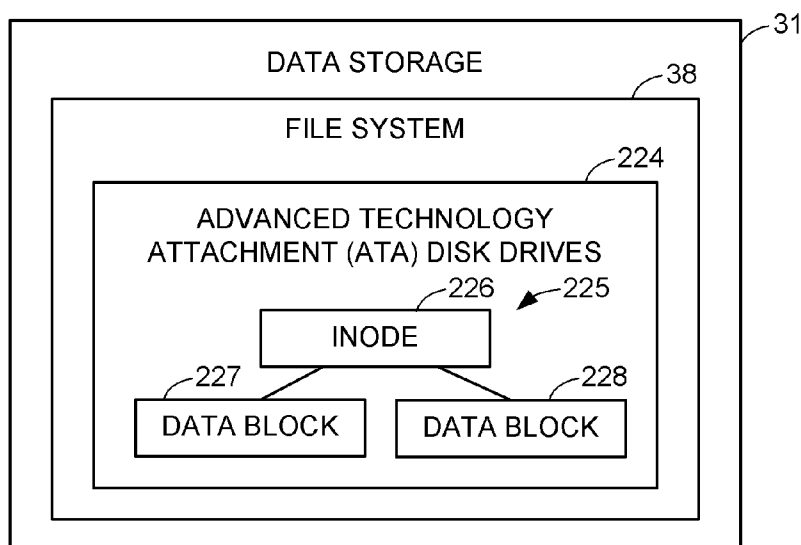 31
DATA STORAGE
38
FILE SYSTEM
224
ADVANCED TECHNOLOGY
ATTACHMENT (ATA) DISK DRIVES
226
225
INODE
227
228
DATA BLOCK
DATA BLOCK